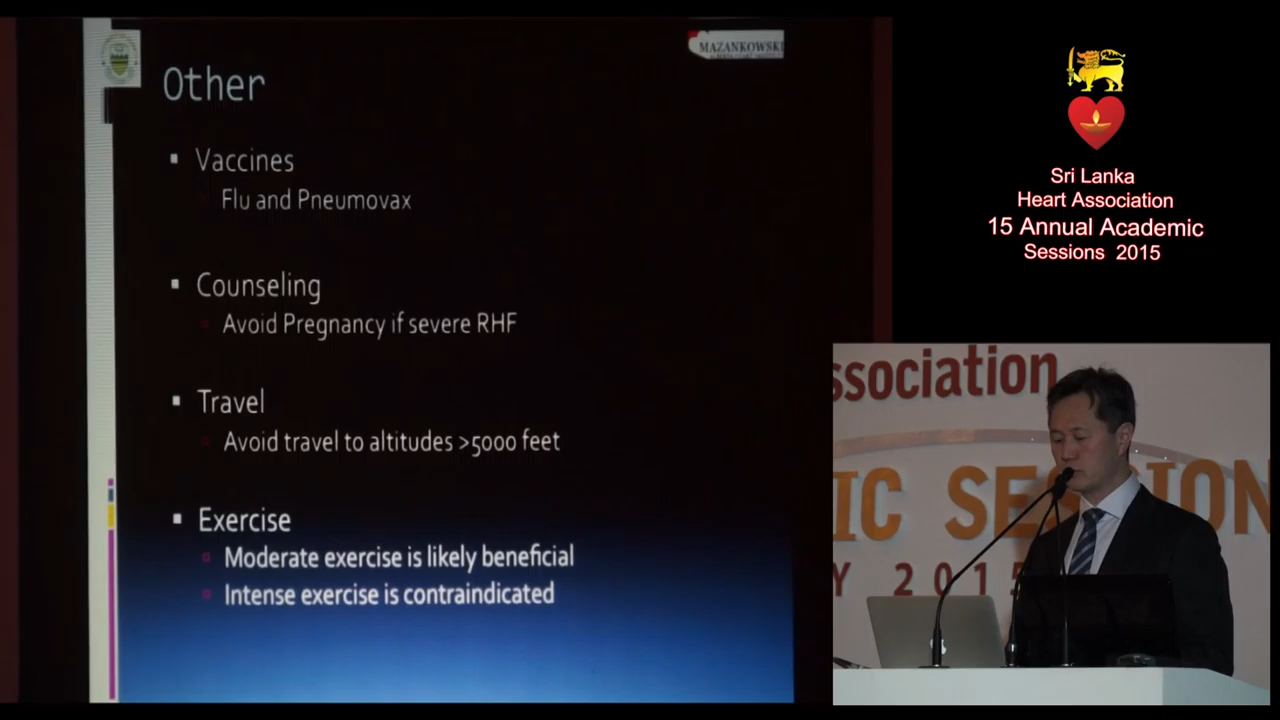 Other
MAZANKOWSKI
Vaccines
Flu and Pneumovax
Counseling
Avoid Pregnancy if severe RHF
Travel
Avoid travel to altitudes >5000 feet
Exercise
Moderate exercise is likely beneficial
Intense exercise is contraindicated
Sri Lanka
Heart Association
15 Annual Academic
Sessions 2015
ssociation
IC SESSION
Y 2015